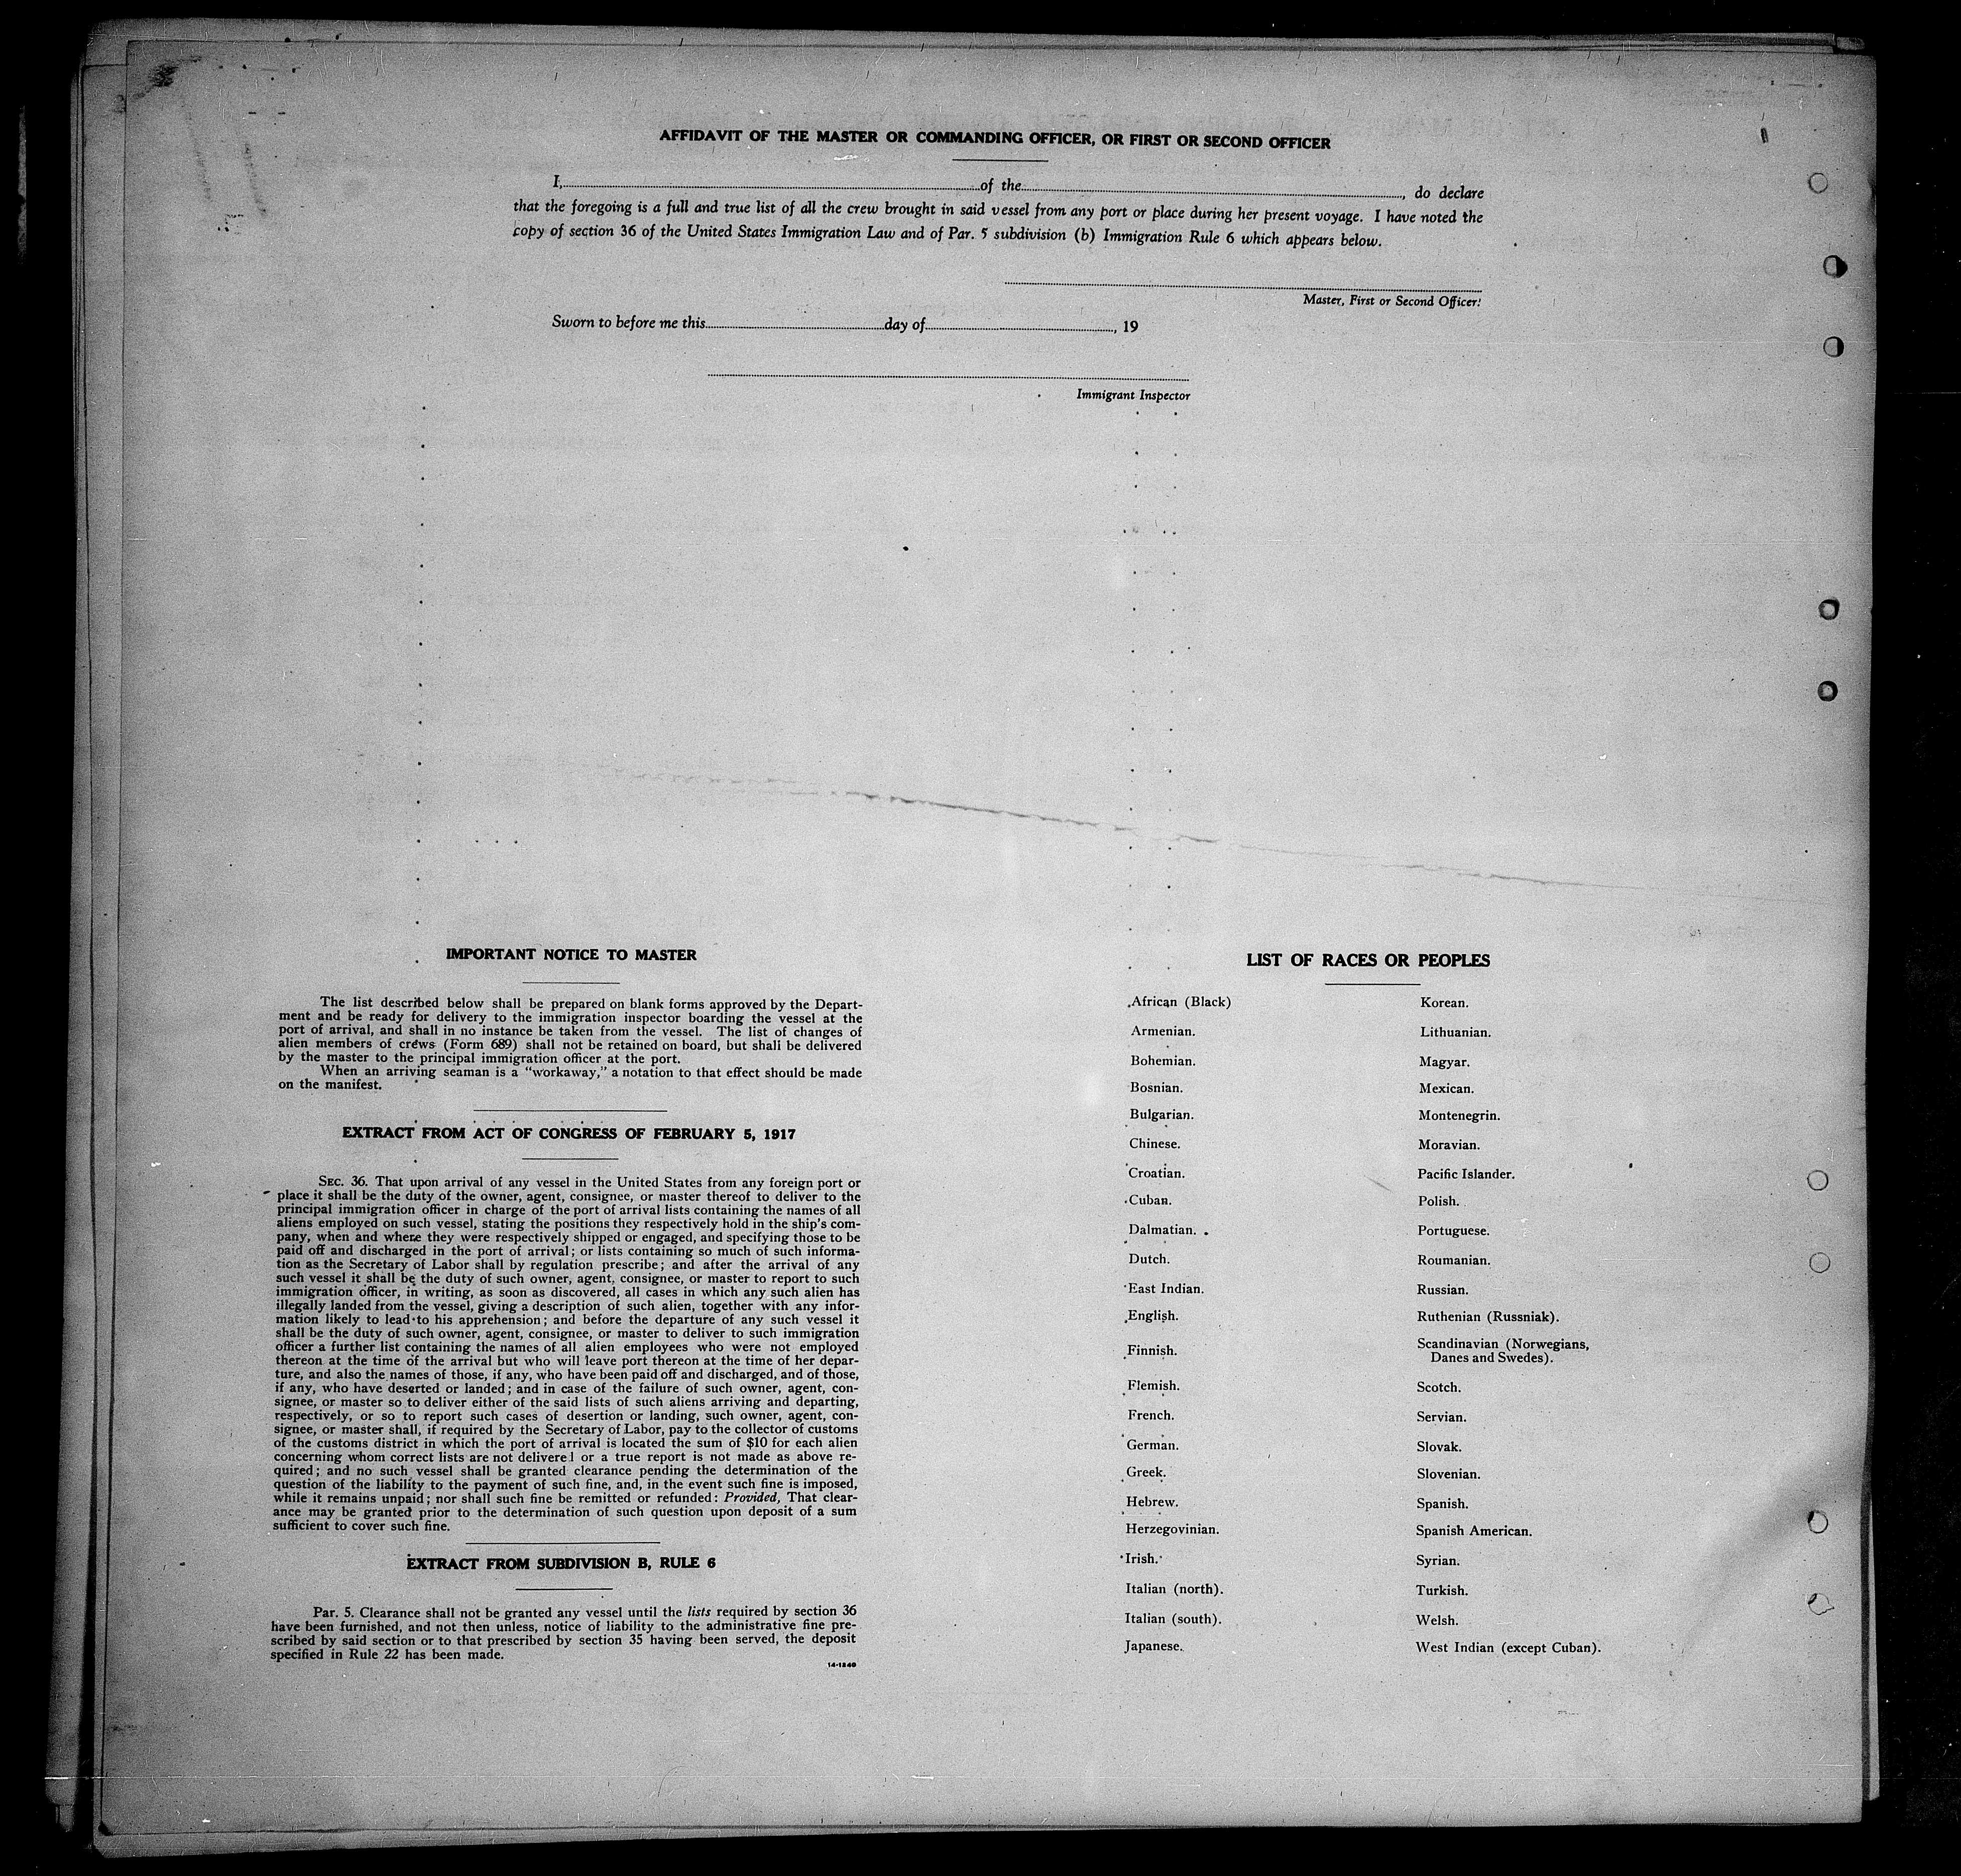 AFFIDAVIT OF THE MASTER OR COMMANDING OFFICER, OR FIRST OR SECOND OFFICER
I, of the , do declare
that the foregoing is a full and true list of all the crew brought in said vessel from any port or place during her present voyage. I have noted the
copy of section 36 of the United States Immigration Law and of Par. 5 subdivision (b) Immigration Rule 6 which appears below.
Master, First or Second Officer.
Sworn to before me this day of , 19
Immigrant Inspector
IMPORTANT NOTICE TO MASTER
The list described below shall be prepared on blank forms approved by the Depart-
ment and be ready for delivery to the immigration inspector boarding the vessel at the
port of arrival, and shall in no instance be taken from the vessel. The list of changes of
alien members of crews (Form 689) shall not be retained on board, but shall be delivered
by the master to the principal immigration officer at the port.
When an arriving seaman is a "workaway," a notation to that effect should be made
on the manifest.
EXTRACT FROM ACT OF CONGRESS OF FEBRUARY 5, 1917
SEC. 36. That upon arrival of any vessel in the United States from any foreign port or
place it shall be the duty of the owner, agent, consignee, or master thereof to deliver to the
principal immigration officer in charge of the port of arrival lists containing the names of all
aliens employed on such vessel, stating the positions they respectively hold in the ship's com-
pany, when and where they were respectively shipped or engaged, and specifying those to be
paid off and discharged in the port of arrival; or lists containing so much of such informa-
tion as the Secretary of Labor shall by regulation prescribe; and after the arrival of any
such vessel it shall be the duty of such owner, agent, consignee, or master to report to such
immigration officer, in writing, as soon as discovered, all cases in which any such alien has
illegally landed from the vessel, giving a description of such alien, together with any infor-
mation likely to lead to his apprehension; and before the departure of any such vessel it
shall be the duty of such owner, agent, consignee, or master to deliver to such immigration
officer a further list containing the names of all alien employees who were not employed
thereon at the time of the arrival but who will leave port thereon at the time of her depar-
ture, and also the names of those, if any, who have been paid off and discharged, and of those,
if any, who have deserted or landed; and in case of the failure of such owner, agent, con-
signee, or master so to deliver either of the said lists of such aliens arriving and departing,
respectively, or so to report such cases of desertion or landing, such owner, agent, con-
signee, or master shall, if required by the Secretary of Labor, pay to the collector of customs
of the customs district in which the port of arrival is located the sum of $10 for each alien
concerning whom correct lists are not delivered or a true report is not made as above re-
quired; and no such vessel shall be granted clearance pending the determination of the
question of the liability to the payment of such fine, and, in the event such fine is imposed,
while it remains unpaid; nor shall such fine be remitted or refunded: Provided, That clear-
ance may be granted prior to the determination of such question upon deposit of a sum
sufficient to cover such fine.
EXTRACT FROM SUBDIVISION B, RULE 6
Par. 5. Clearance shall not be granted any vessel until the lists required by section 36
have been furnished, and not then unless, notice of liability to the administrative fine pre-
scribed by said section or to that prescribed by section 35 having been served, the deposit
specified in Rule 22 has been made.
14-1240
LIST OF RACES OR PEOPLES
African (Black)
Armenian.
Bohemian.
Bosnian.
Bulgarian.
Chinese.
Croatian.
Cuban.
Dalmatian.
Dutch.
East Indian.
English.
Finnish.
Flemish.
French.
German.
Greek.
Hebrew.
Herzegovinian.
Irish.
Italian (north).
Italian (south).
Japanese.
Korean.
Lithuanian.
Magyar.
Mexican.
Montenegrin.
Moravian.
Pacific Islander.
Polish.
Portuguese.
Roumanian.
Russian.
Ruthenian (Russniak).
Scandinavian (Norwegians,
Danes and Swedes).
Scotch.
Servian.
Slovak.
Slovenian.
Spanish.
Spanish American.
Syrian.
Turkish.
Welsh.
West Indian (except Cuban).